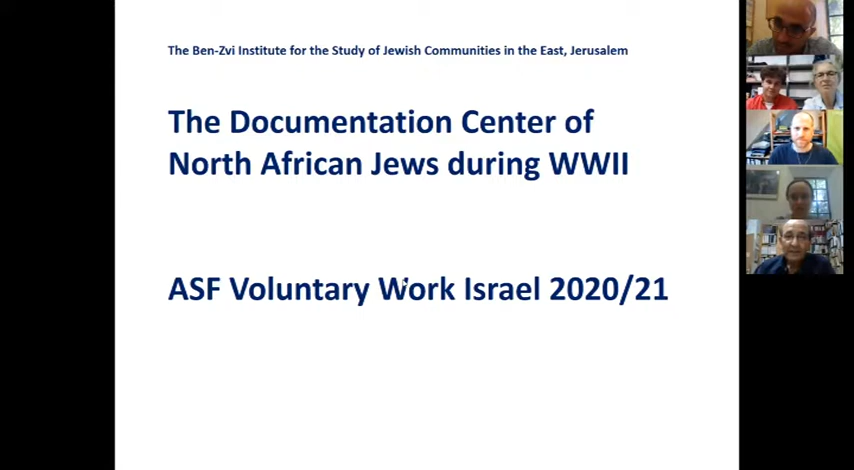 The Ben-Zvi Institute for the Study of Jewish Communities in the East, Jerusalem
The Documentation Center of
North African Jews during WWII
ASF Voluntary Work Israel 2020/21